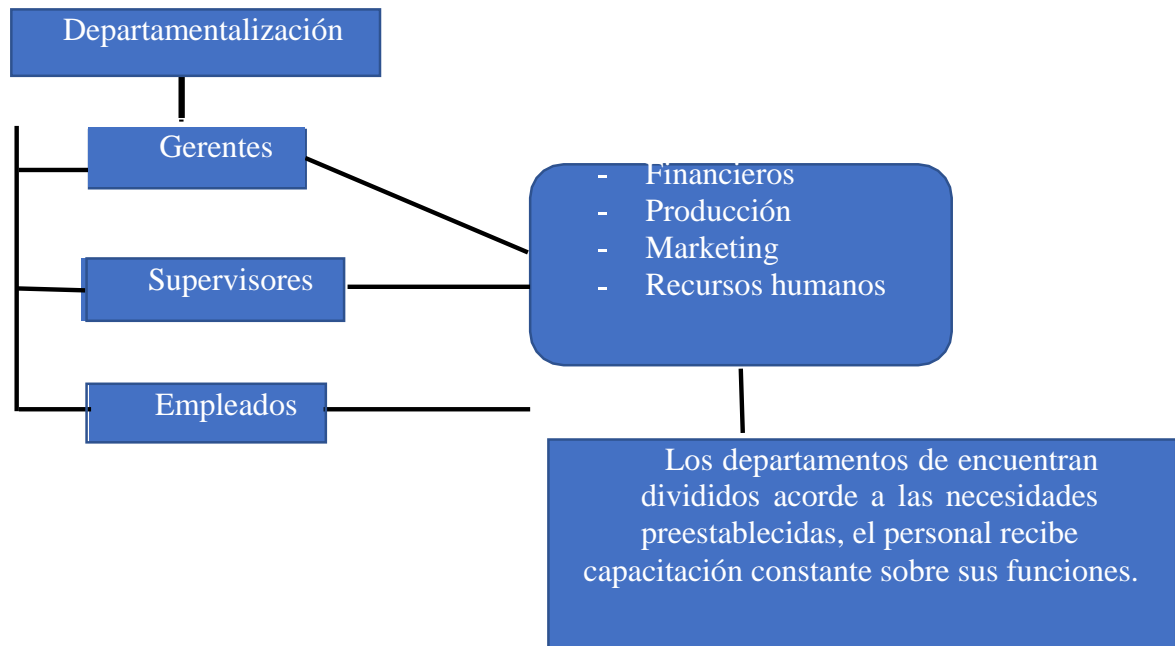 Departamentalización
Gerentes
- Financieros
- Producción
- Marketing
- Recursos humanos
Supervisores
Empleados
Los departamentos de encuentran
divididos acorde a las necesidades
preestablecidas, el personal recibe
capacitación constante sobre sus funciones.